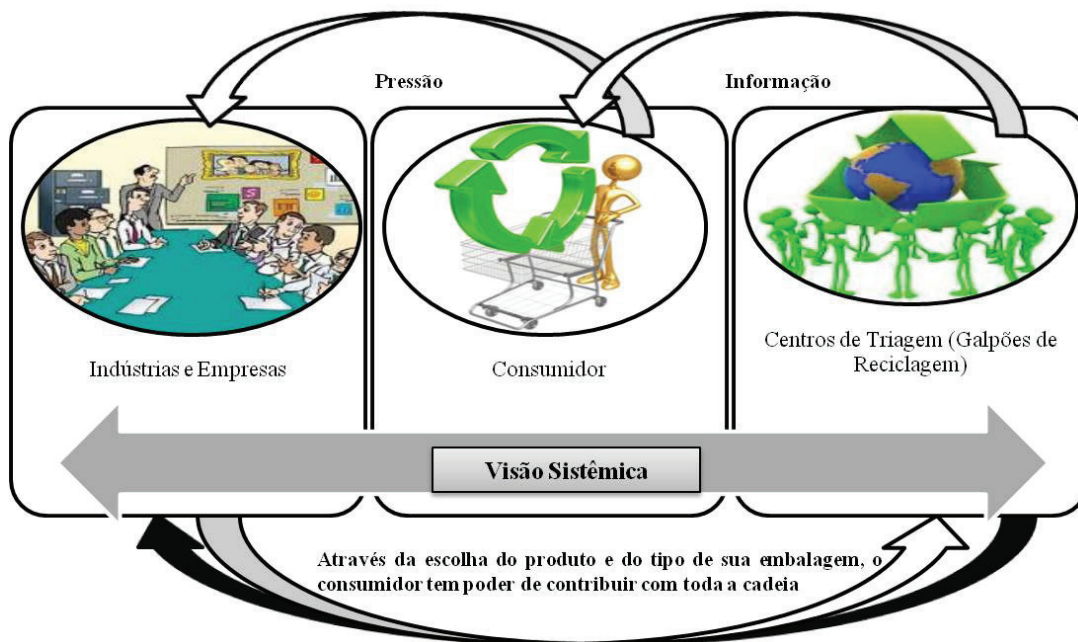 Pressão
Informação
Indústrias e Empresas
Consumidor
Centros de Triagem (Galpões de
Reciclagem)
Visão Sistêmica
Através da escolha do produto e do tipo de sua embalagem, o
consumidor tem poder de contribuir com toda a cadeia